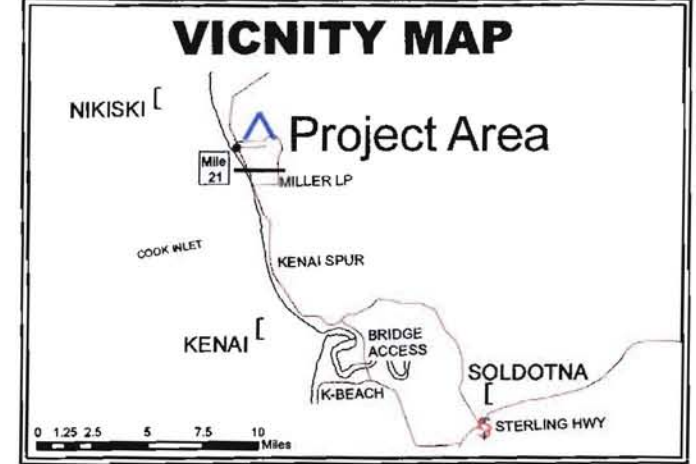 VICNITY MAP
NIKISKI [
Project Area
Mile
21
MILLER LP
COOK INLET
KENAI SPUR
KENAI [
BRIDGE
ACCESS
SOLDOTNA
[
K-BEACH
STERLING HWY
0 1.25 2.5 5 7.5 10
Miles